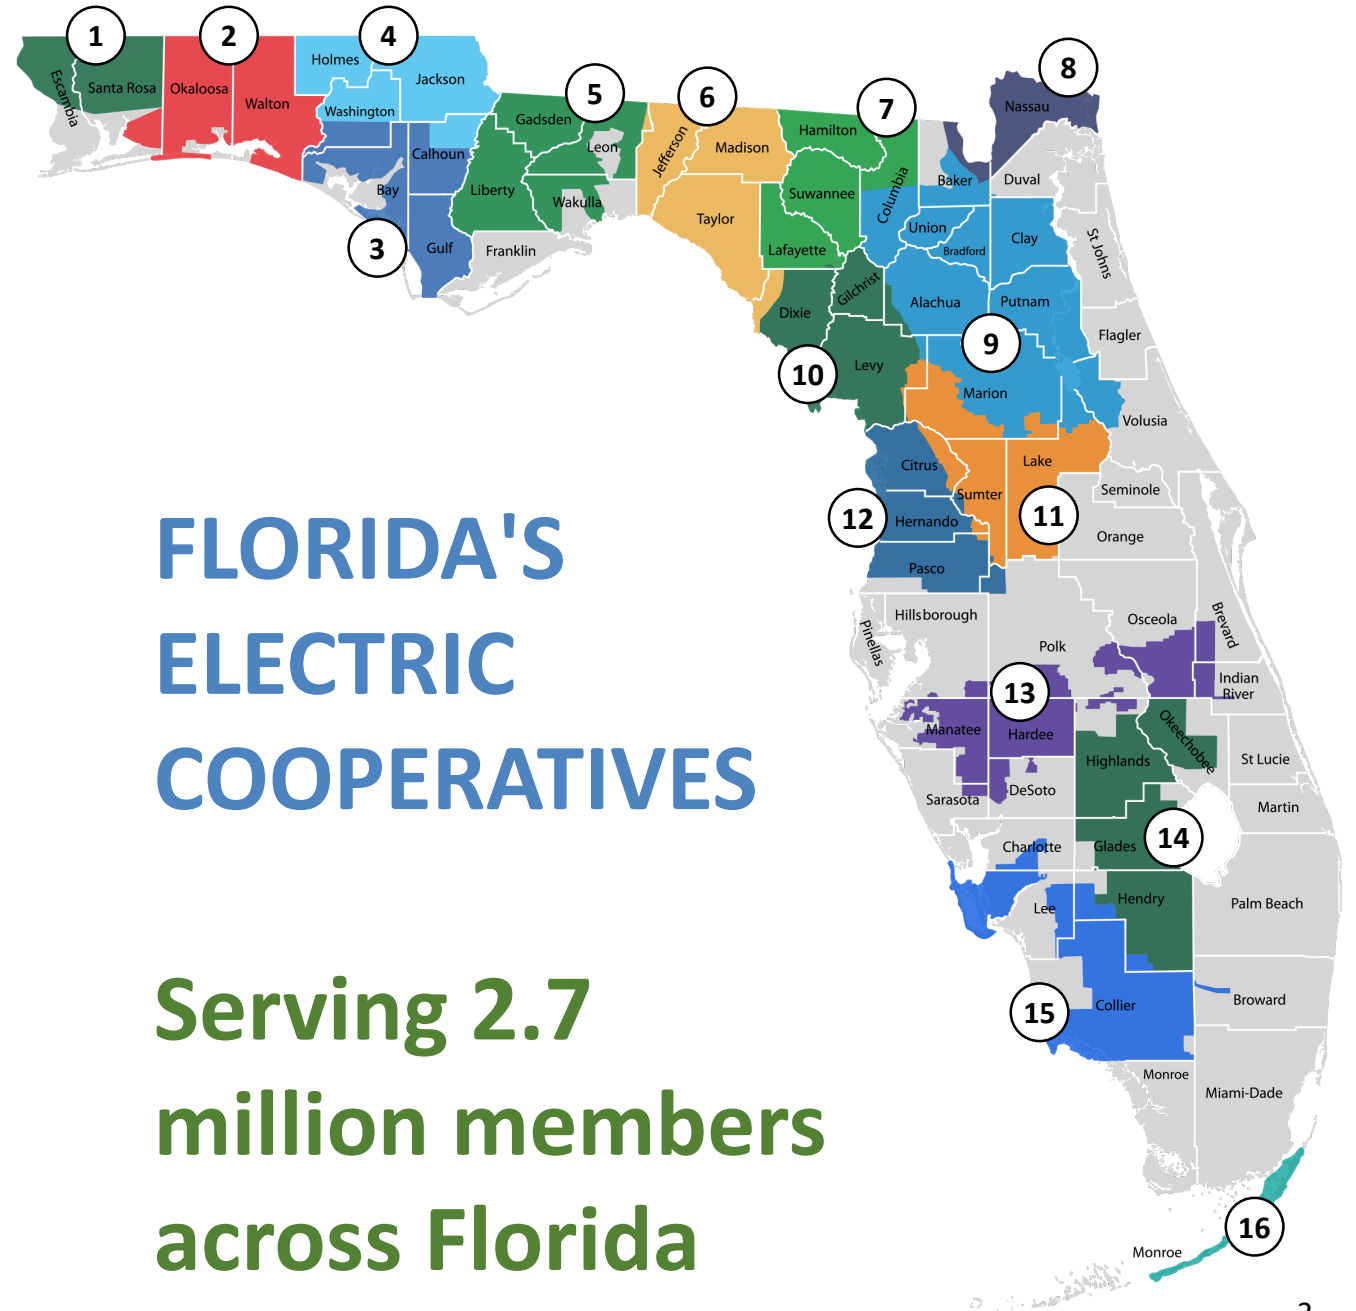 1
2
4
Holmes
Jackson
Escambia
Santa Rosa
Okaloosa
Walton
Washington
5
6
7
8
Gadsden
Leon
Jefferson
Madison
Hamilton
Nassau
Calhoun
Bay
Liberty
Wakulla
Taylor
Suwannee
Columbia
Baker
Duval
3
Gulf
Franklin
Lafayette
Union
Bradford
Clay
St Johns
Dixie
Gilchrist
Alachua
Putnam
Flagler
9
10
Levy
Marion
Volusia
Citrus
Lake
Sumter
Seminole
12
Hernando
11
Orange
Pasco
FLORIDA'S
ELECTRIC
COOPERATIVES
Hillsborough
Pinellas
Polk
Osceola
Brevard
13
Indian
River
Manatee
Hardee
Highlands
Okeechobee
St Lucie
Sarasota
DeSoto
Martin
Charlotte
Glades
14
Lee
Hendry
Palm Beach
15
Collier
Broward
Monroe
Miami-Dade
Serving 2.7
million members
across Florida
16
Monroe